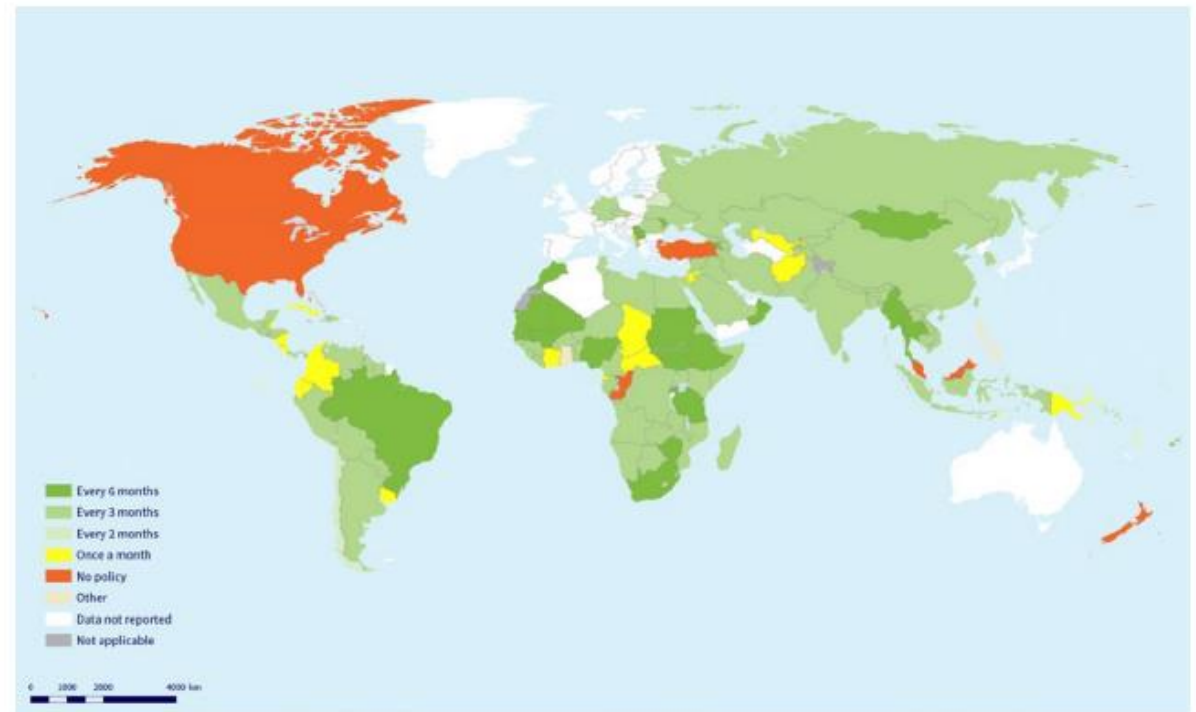 Every 6 months
Every 3 months
Every 2 months
Once a month
No policy
Other
Data not reported
Not applicable
0 1000 2000 4000 km